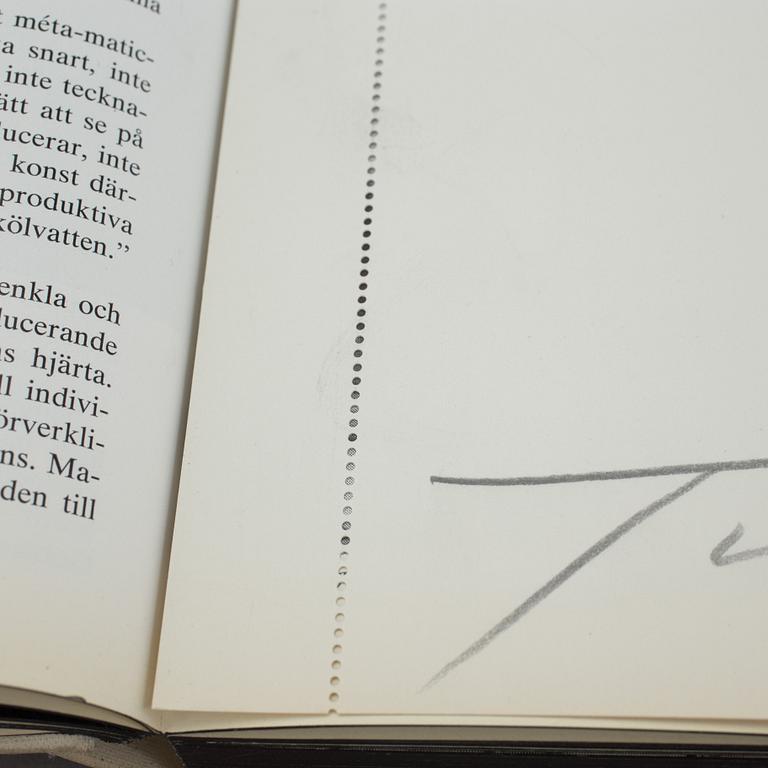 méta-matic-
a snart, inte
inte teckna-
ätt att se på
ucerar, inte
konst där-
produktiva
kölvatten.”
enkla och
lucerande
s hjärta.
ll indivi-
örverkli-
ns. Ma-
den till